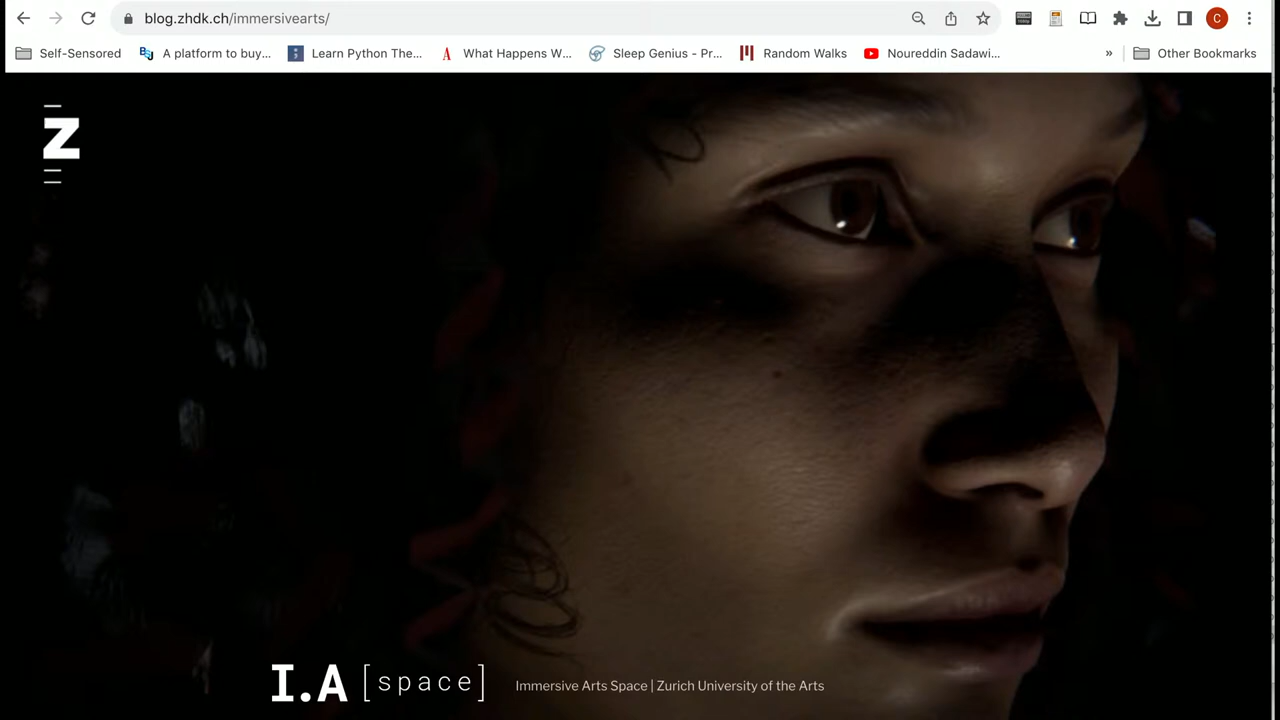 blog.zhdk.ch/immersivearts/
C
Self-Sensored
A platform to buy...
Learn Python The...
What Happens W...
Sleep Genius - Pr...
Random Walks
Noureddin Sadawi...
»
Other Bookmarks
Z
I.A [space]
Immersive Arts Space | Zurich University of the Arts